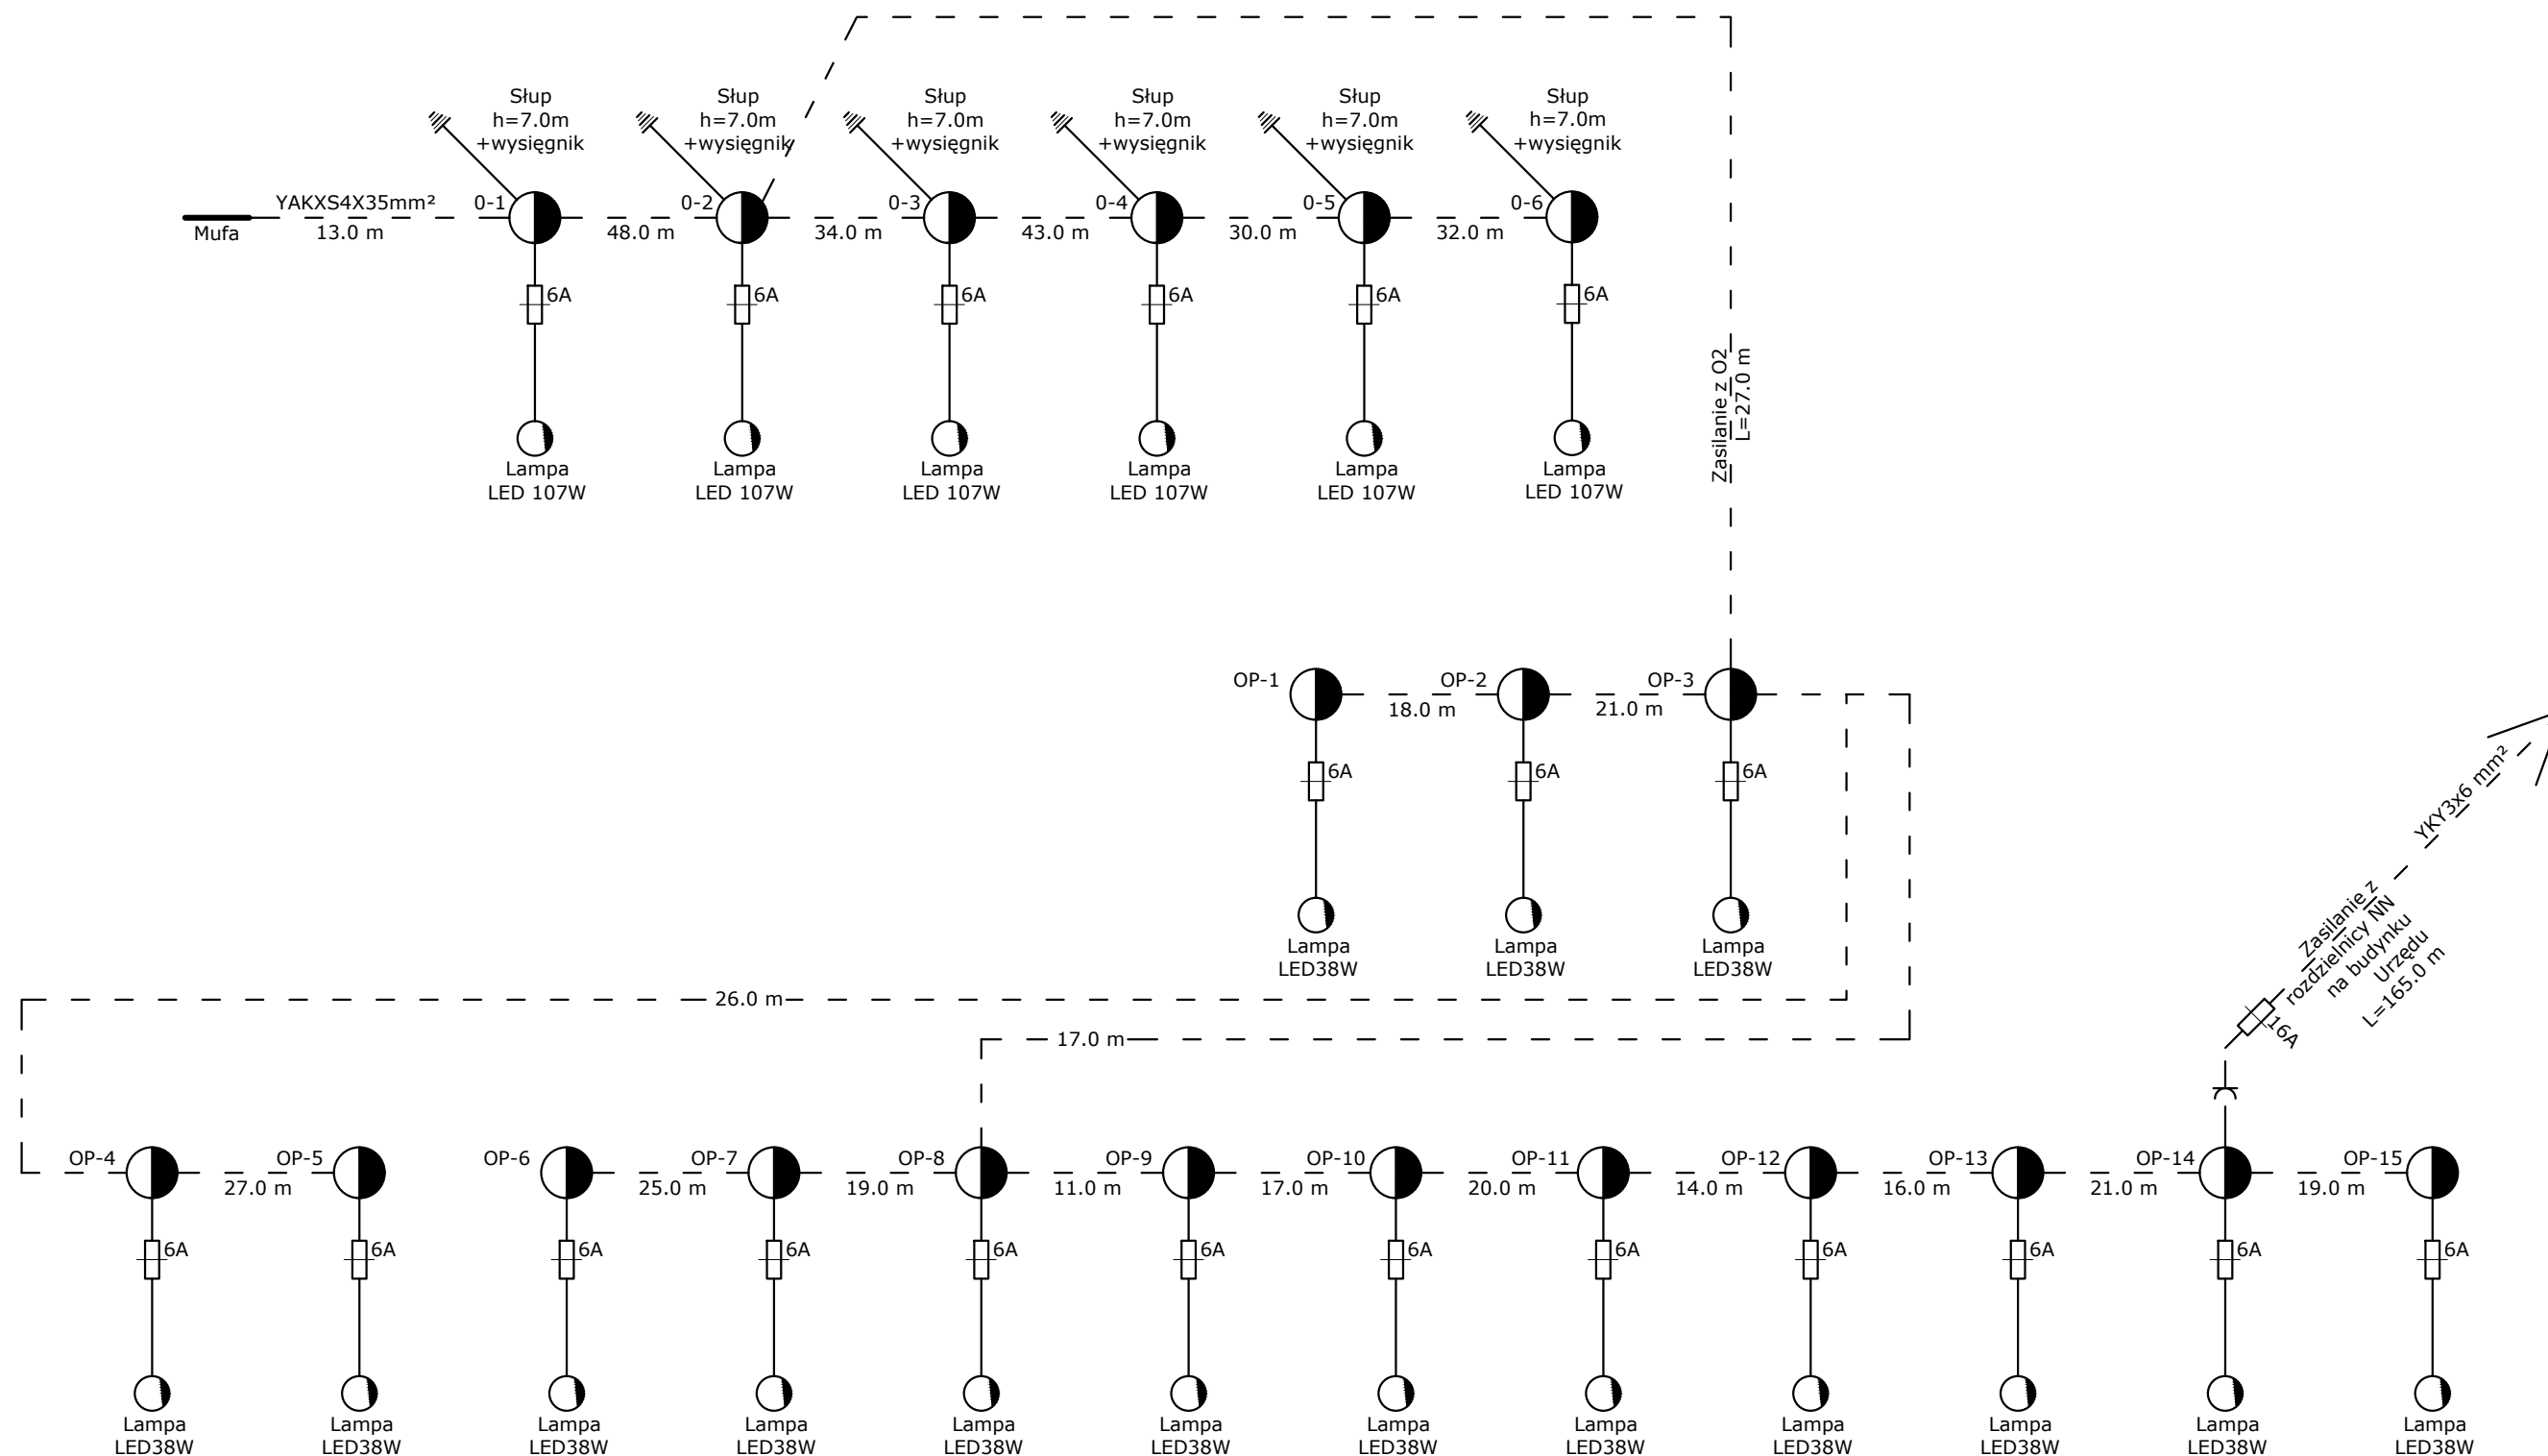 Słup
h=7.0m
+wysięgnik
Słup
h=7.0m
+wysięgnik
Słup
h=7.0m
+wysięgnik
Słup
h=7.0m
+wysięgnik
Słup
h=7.0m
+wysięgnik
Słup
h=7.0m
+wysięgnik
Mufa
YAKXS4X35mm²
13.0 m
0-1
48.0 m
0-2
34.0 m
0-3
43.0 m
0-4
30.0 m
0-5
32.0 m
0-6
6A
6A
6A
6A
6A
6A
Lampa
LED 107W
Lampa
LED 107W
Lampa
LED 107W
Lampa
LED 107W
Lampa
LED 107W
Lampa
LED 107W
Zasilanie z O2
L=27.0 m
OP-1
18.0 m
OP-2
21.0 m
OP-3
6A
6A
6A
Lampa
LED38W
Lampa
LED38W
Lampa
LED38W
YKY3x6 mm²
Zasilanie z
rozdzielnicy NN
na budynku
Urzędu
L=165.0 m
16A
26.0 m
17.0 m
OP-4
27.0 m
OP-5
OP-6
25.0 m
OP-7
19.0 m
OP-8
11.0 m
OP-9
17.0 m
OP-10
20.0 m
OP-11
14.0 m
OP-12
16.0 m
OP-13
21.0 m
OP-14
19.0 m
OP-15
6A
6A
6A
6A
6A
6A
6A
6A
6A
6A
6A
6A
Lampa
LED38W
Lampa
LED38W
Lampa
LED38W
Lampa
LED38W
Lampa
LED38W
Lampa
LED38W
Lampa
LED38W
Lampa
LED38W
Lampa
LED38W
Lampa
LED38W
Lampa
LED38W
Lampa
LED38W